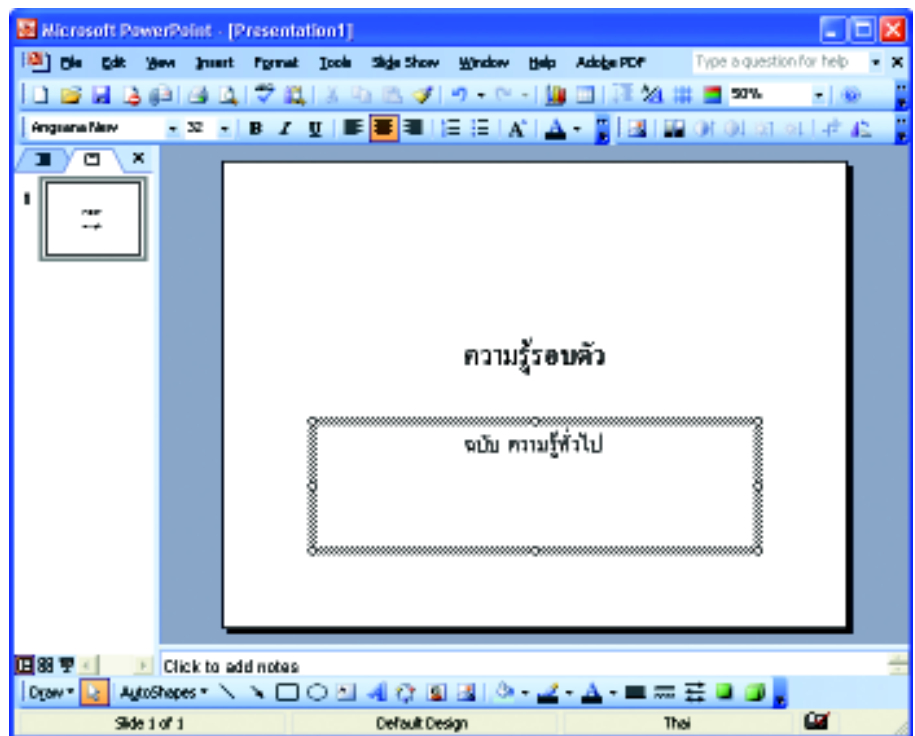 Microsoft PowerPoint - [Presentation1]
File Edit View Insert Format Tools Slide Show Window Help Adobe PDF Type a question for help
50%
Angsana New 32 B I U A A
1
ความรู้รอบตัว
ฉบับ ความรู้ทั่วไป
Click to add notes
Draw AutoShapes A A
Slide 1 of 1 Default Design Thai